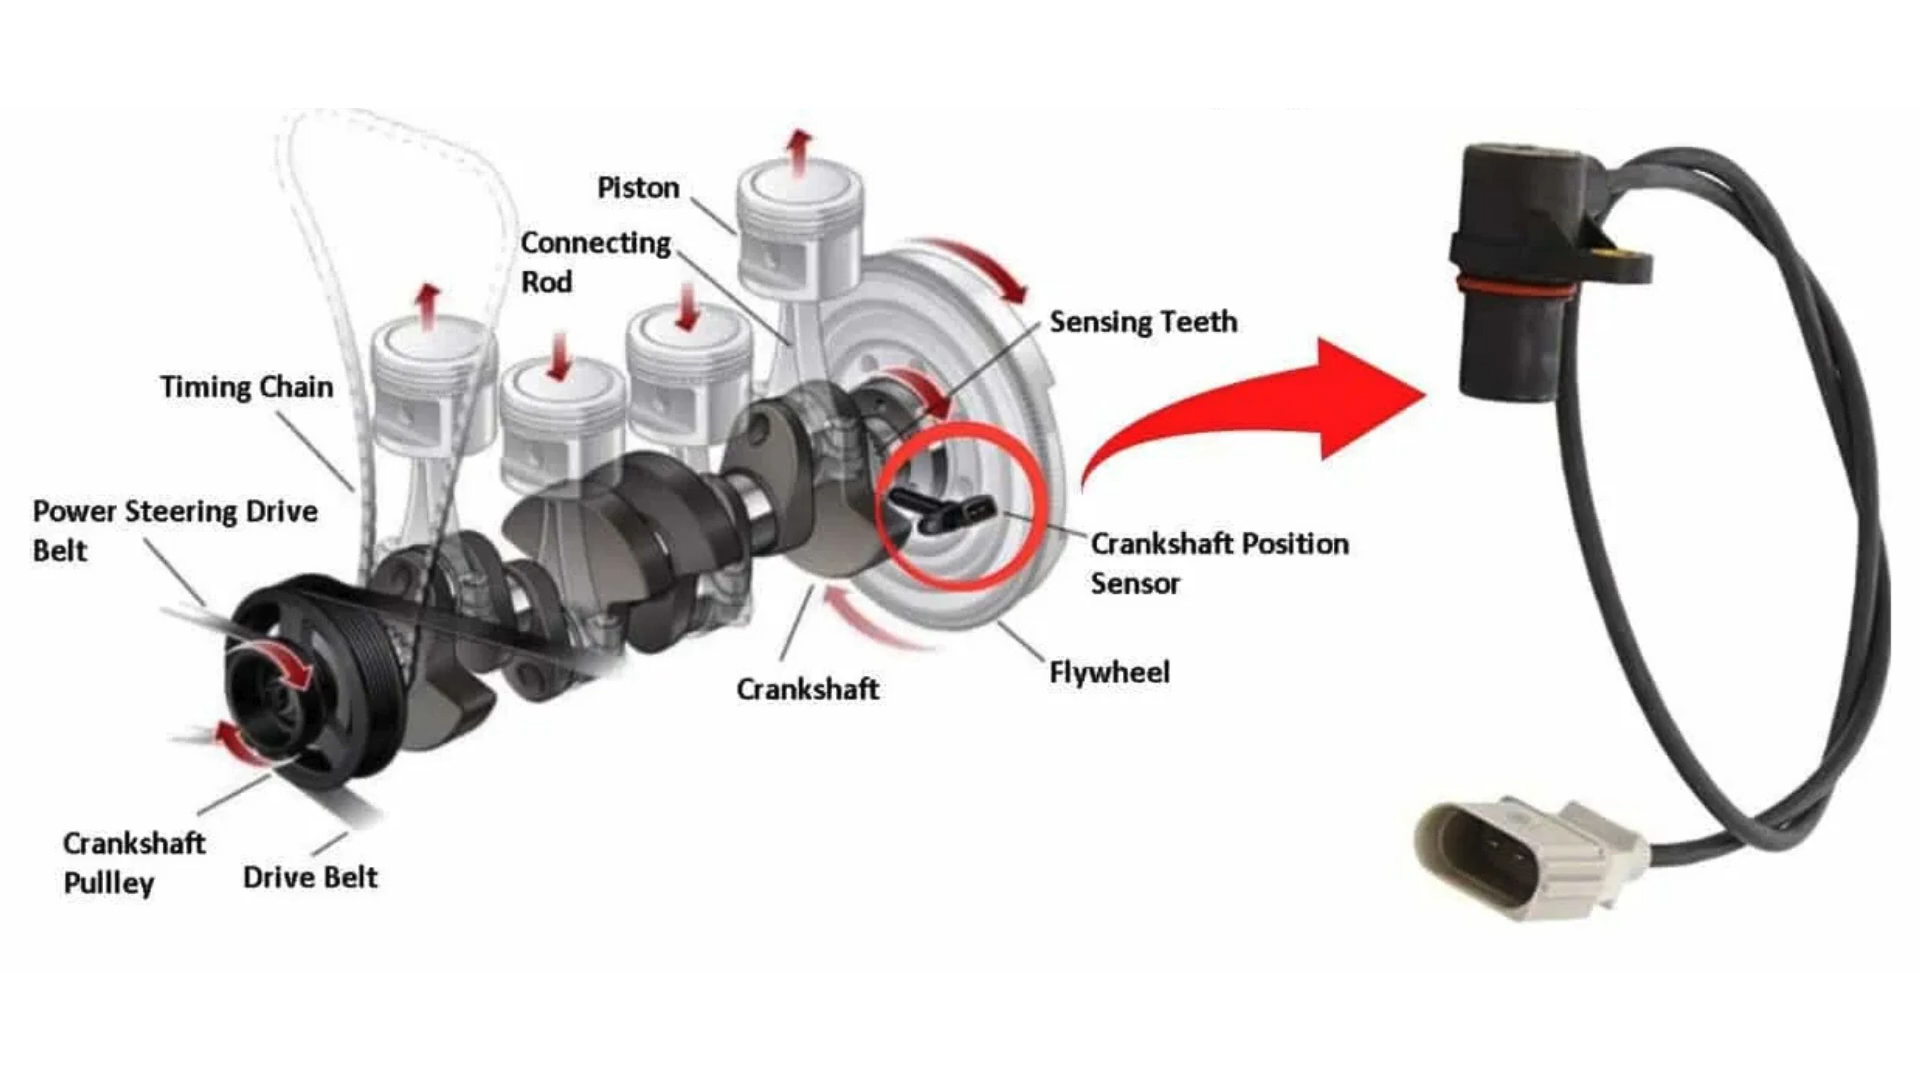 Piston
Connecting
Rod
Sensing Teeth
Timing Chain
Power Steering Drive
Belt
Crankshaft Position
Sensor
Flywheel
Crankshaft
Crankshaft
Pullley
Drive Belt